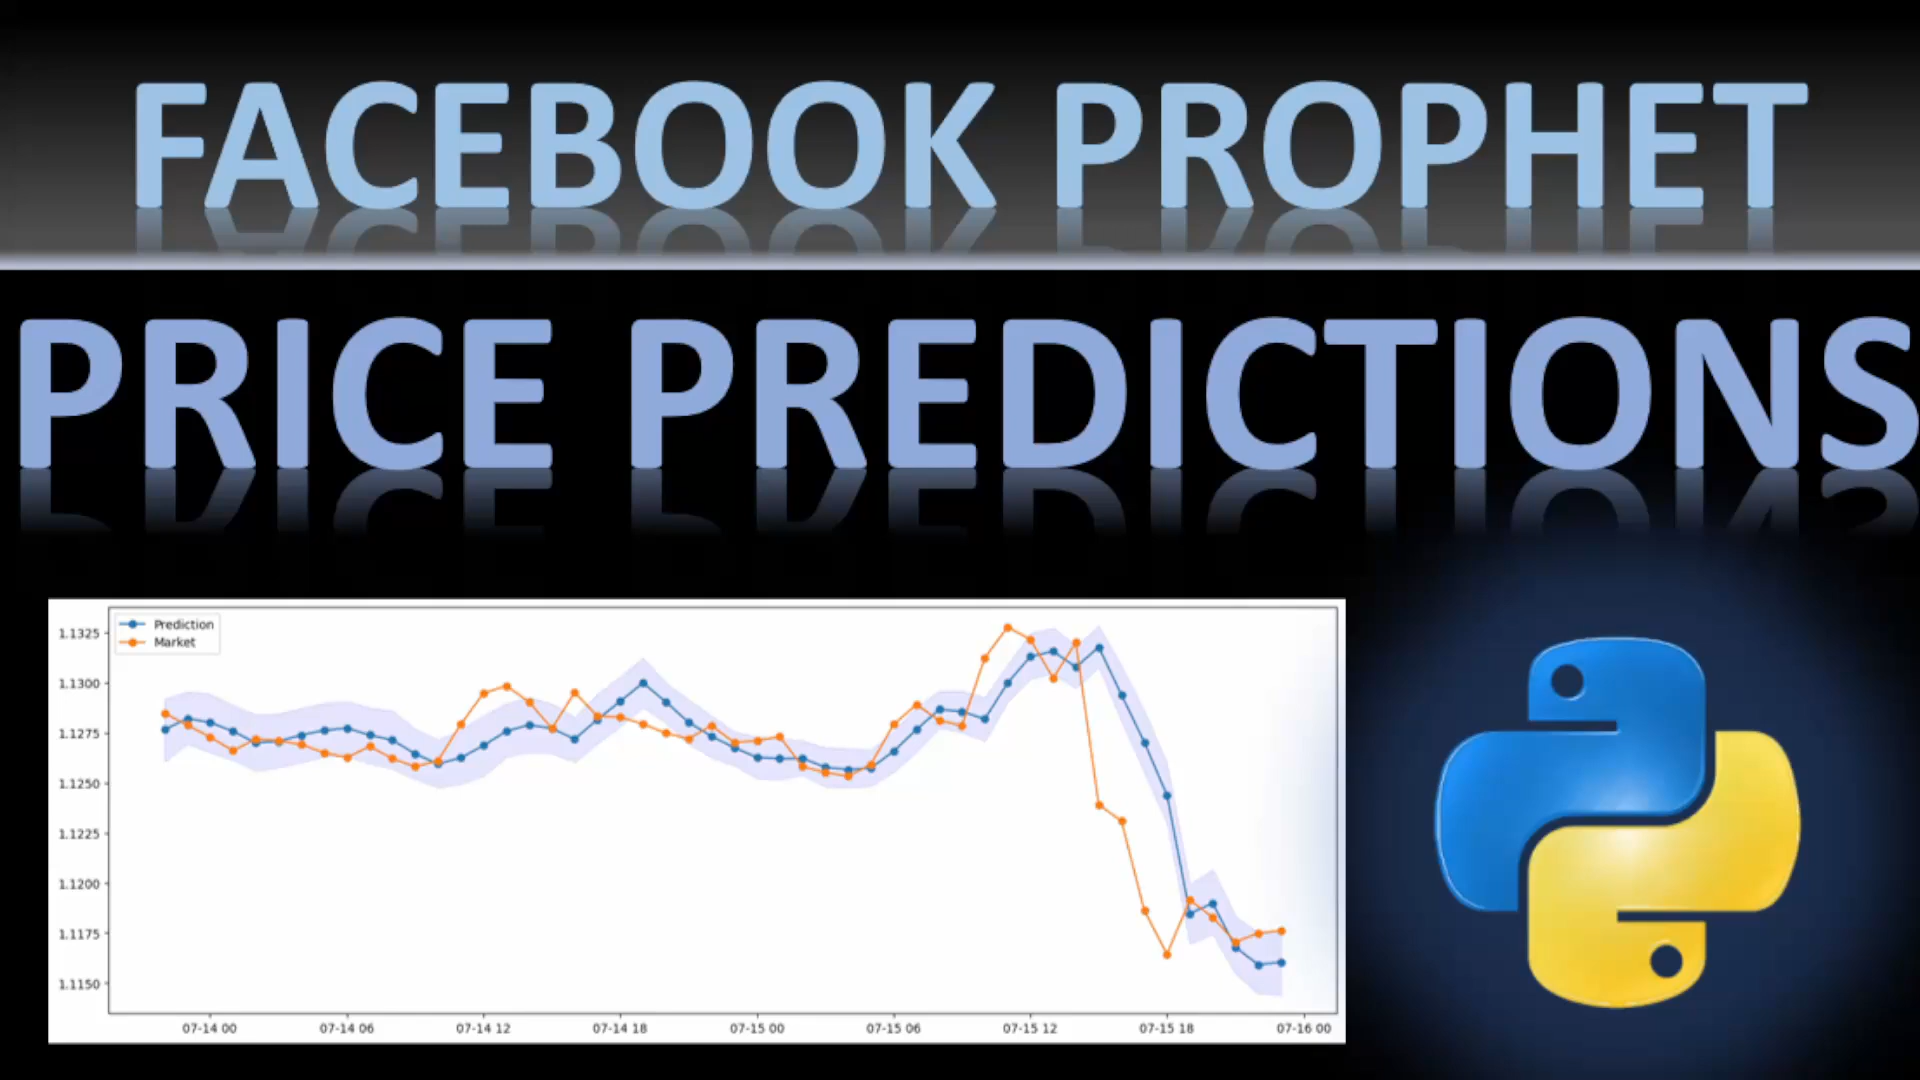 FACEBOOK PROPHET
PRICE PREDICTIONS
Prediction
Market
1.1325
1.1300
1.1275
1.1250
1.1225
1.1200
1.1175
1.1150
07-14 00 07-14 06 07-14 12 07-14 18 07-15 00 07-15 06 07-15 12 07-15 18 07-16 00